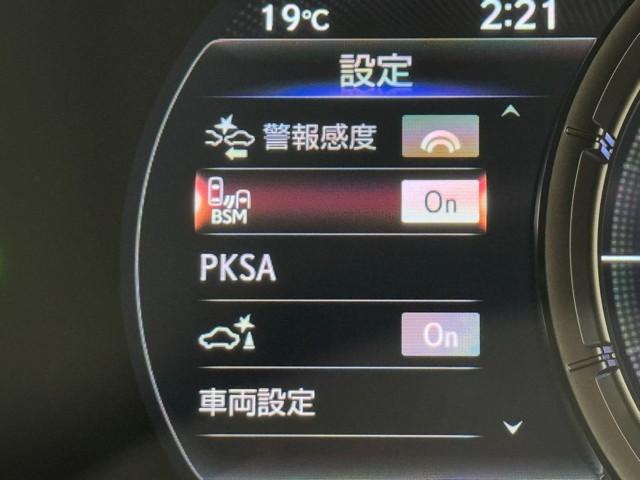 19℃ 2:21
設定
警報感度
BSM On
PKSA
On
車両設定